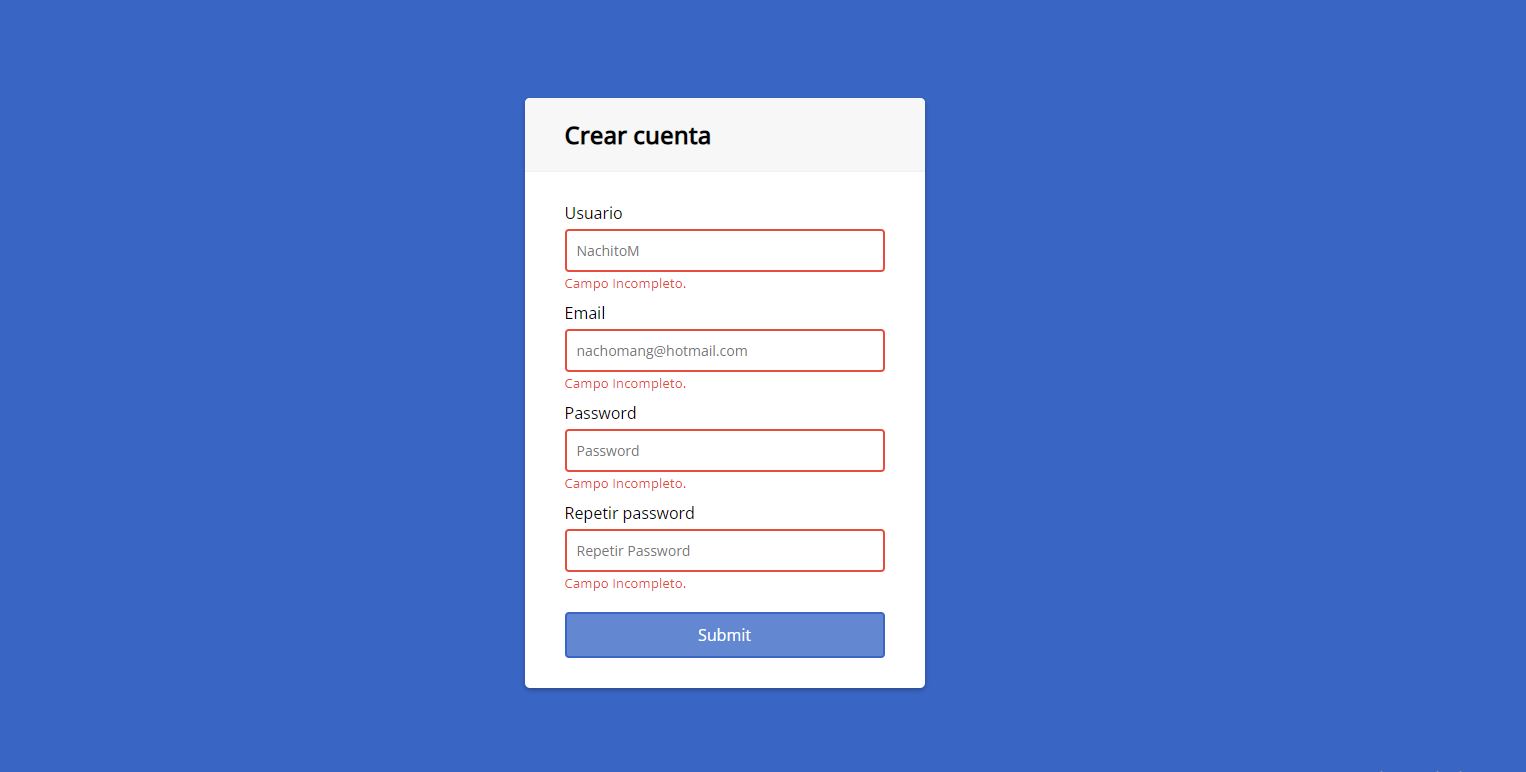 Crear cuenta
Usuario
NachitoM
Campo Incompleto.
Email
nachomang@hotmail.com
Campo Incompleto.
Password
Password
Campo Incompleto.
Repetir password
Repetir Password
Campo Incompleto.
Submit